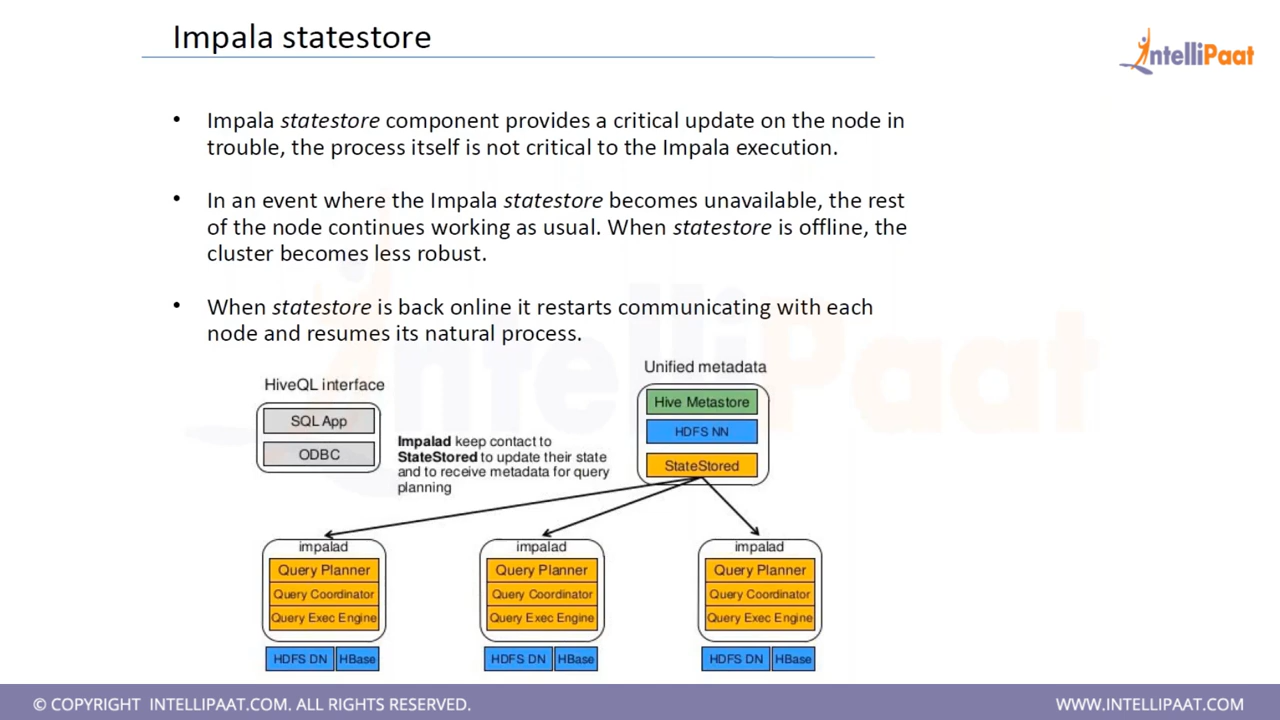 Impala statestore
IntelliPaat
• Impala statestore component provides a critical update on the node in
trouble, the process itself is not critical to the Impala execution.
• In an event where the Impala statestore becomes unavailable, the rest
of the node continues working as usual. When statestore is offline, the
cluster becomes less robust.
• When statestore is back online it restarts communicating with each
node and resumes its natural process.
HiveQL interface
SQL App
ODBC
Impalad keep contact to
StateStored to update their state
and to receive metadata for query
planning
Unified metadata
Hive Metastore
HDFS NN
StateStored
impalad
Query Planner
Query Coordinator
Query Exec Engine
HDFS DN HBase
impalad
Query Planner
Query Coordinator
Query Exec Engine
HDFS DN HBase
impalad
Query Planner
Query Coordinator
Query Exec Engine
HDFS DN HBase
IntelliPaat
© COPYRIGHT INTELLIPAAT.COM. ALL RIGHTS RESERVED.
WWW.INTELLIPAAT.COM